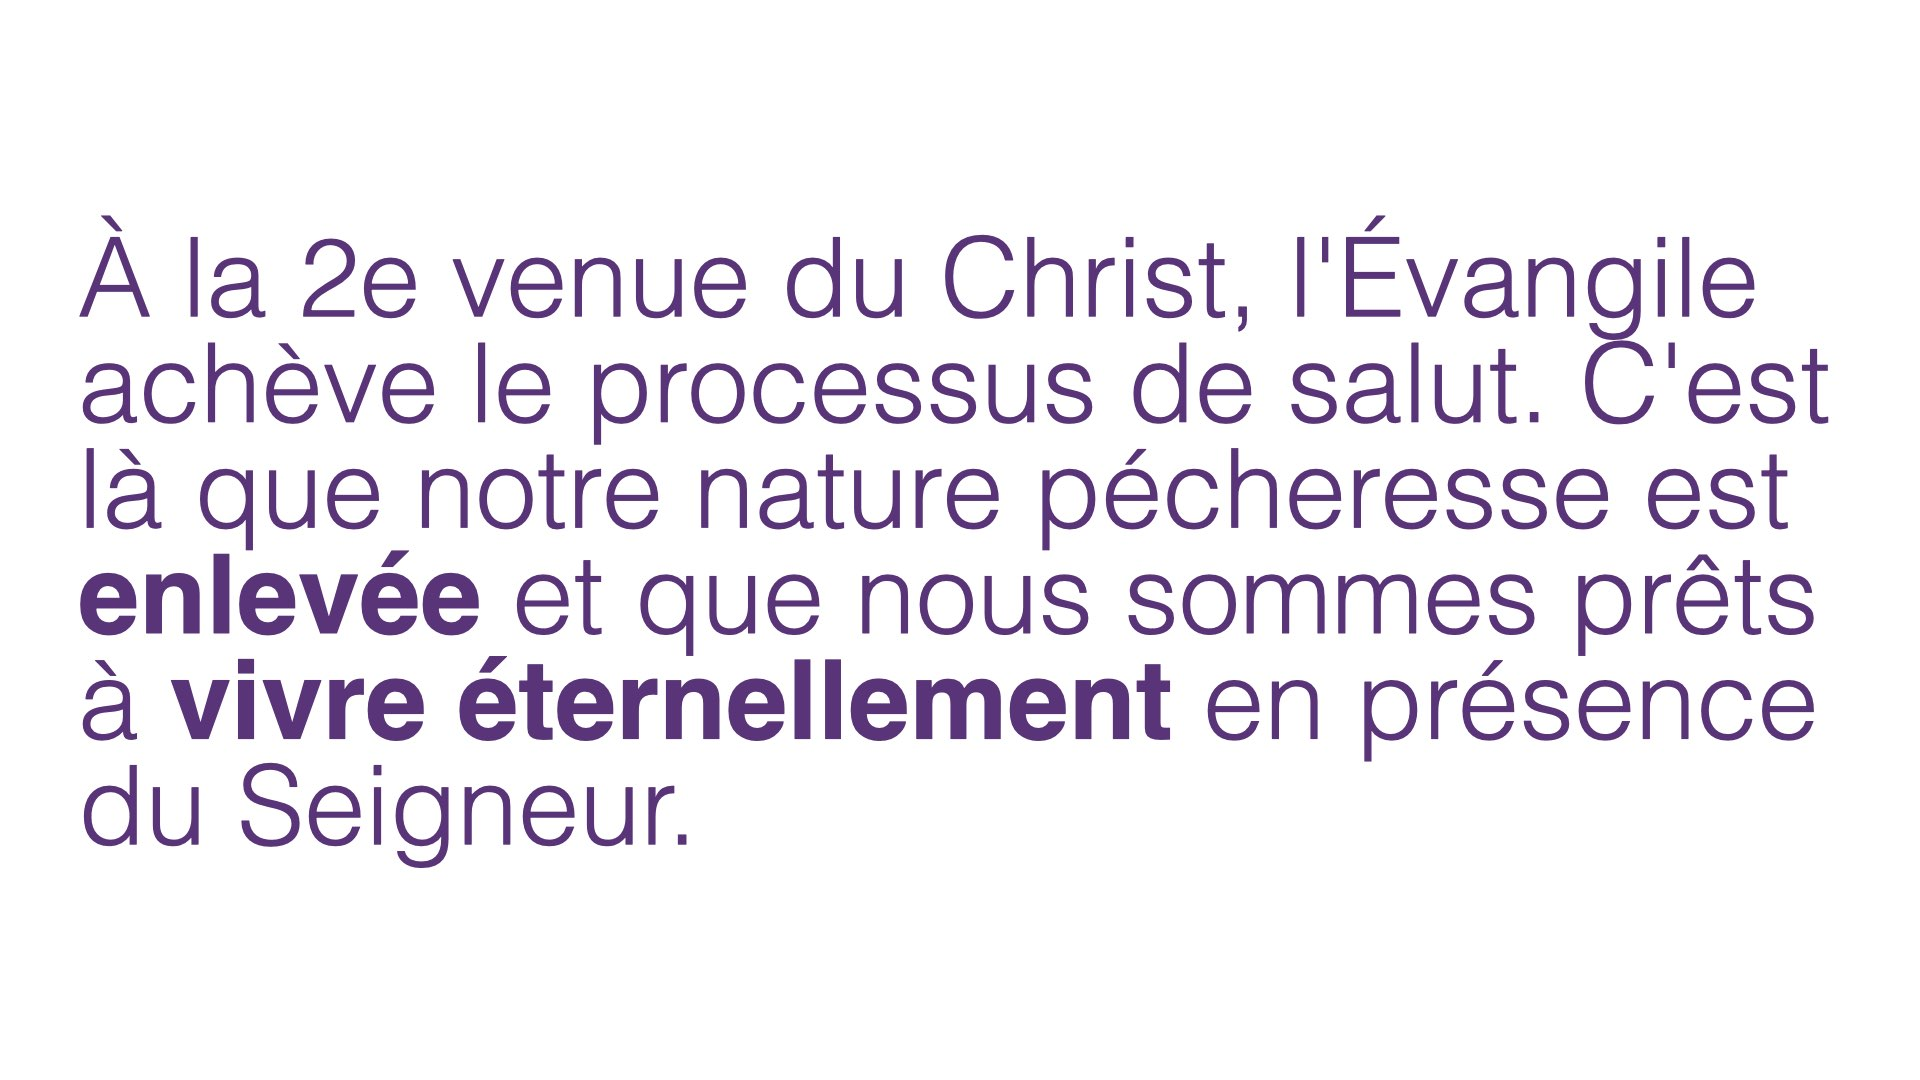 À la 2e venue du Christ, l'Évangile
achève le processus de salut. C'est
là que notre nature pécheresse est
enlevée et que nous sommes prêts
à vivre éternellement en présence
du Seigneur.